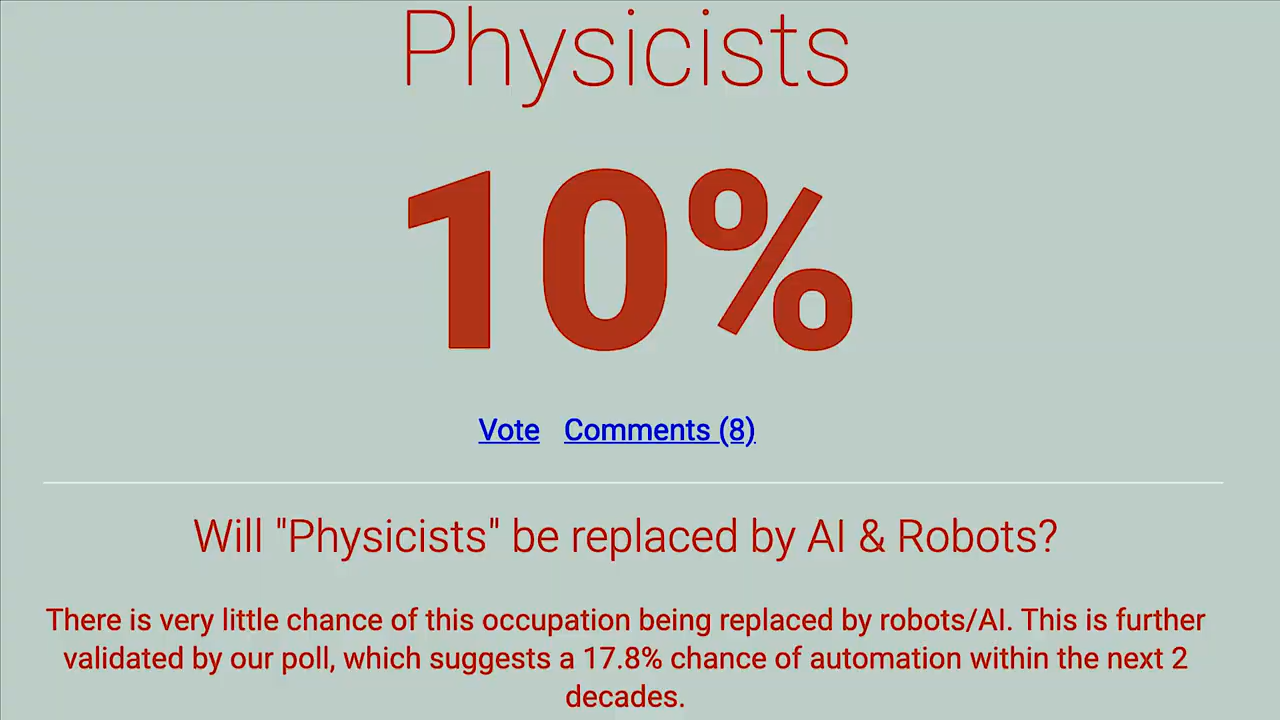 Physicists
10%
Vote Comments (8)
Will "Physicists" be replaced by AI & Robots?
There is very little chance of this occupation being replaced by robots/AI. This is further
validated by our poll, which suggests a 17.8% chance of automation within the next 2
decades.